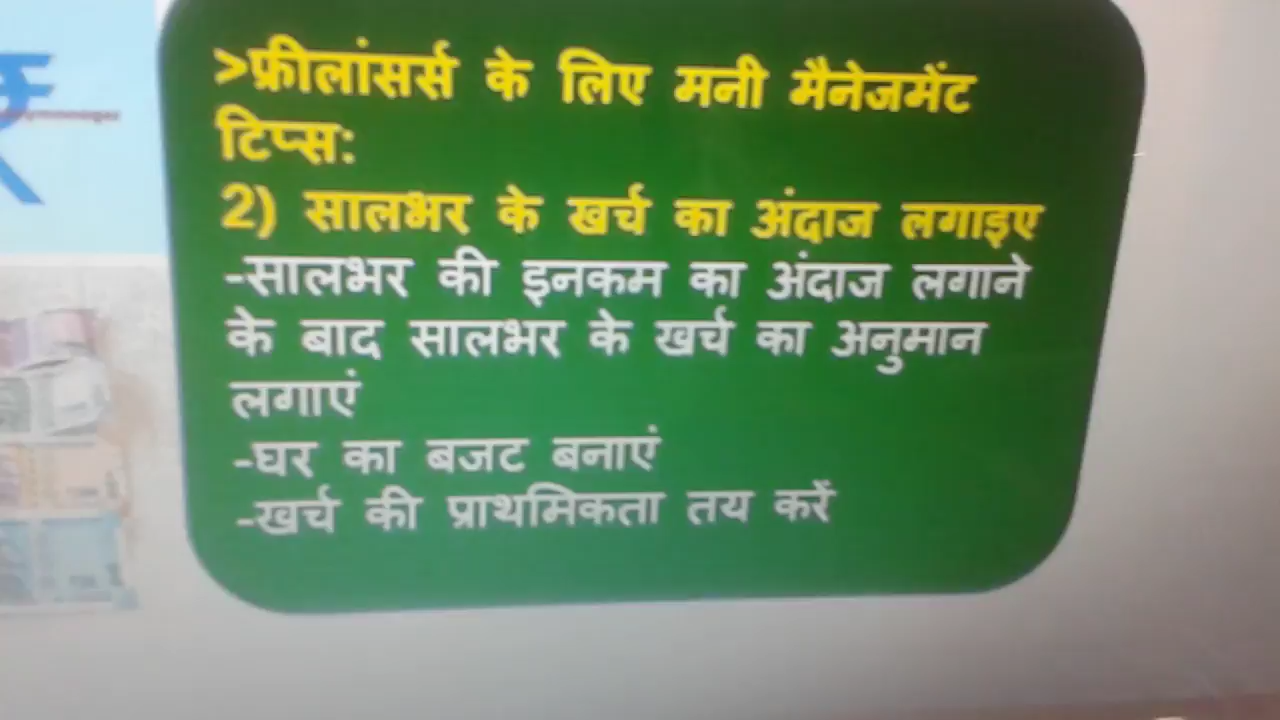 >फ्रीलांसर्स के लिए मनी मैनेजमेंट
टिप्स:
2) सालभर के खर्च का अंदाज लगाइए
-सालभर की इनकम का अंदाज लगाने
के बाद सालभर के खर्च का अनुमान
लगाएं
-घर का बजट बनाएं
-खर्च की प्राथमिकता तय करें